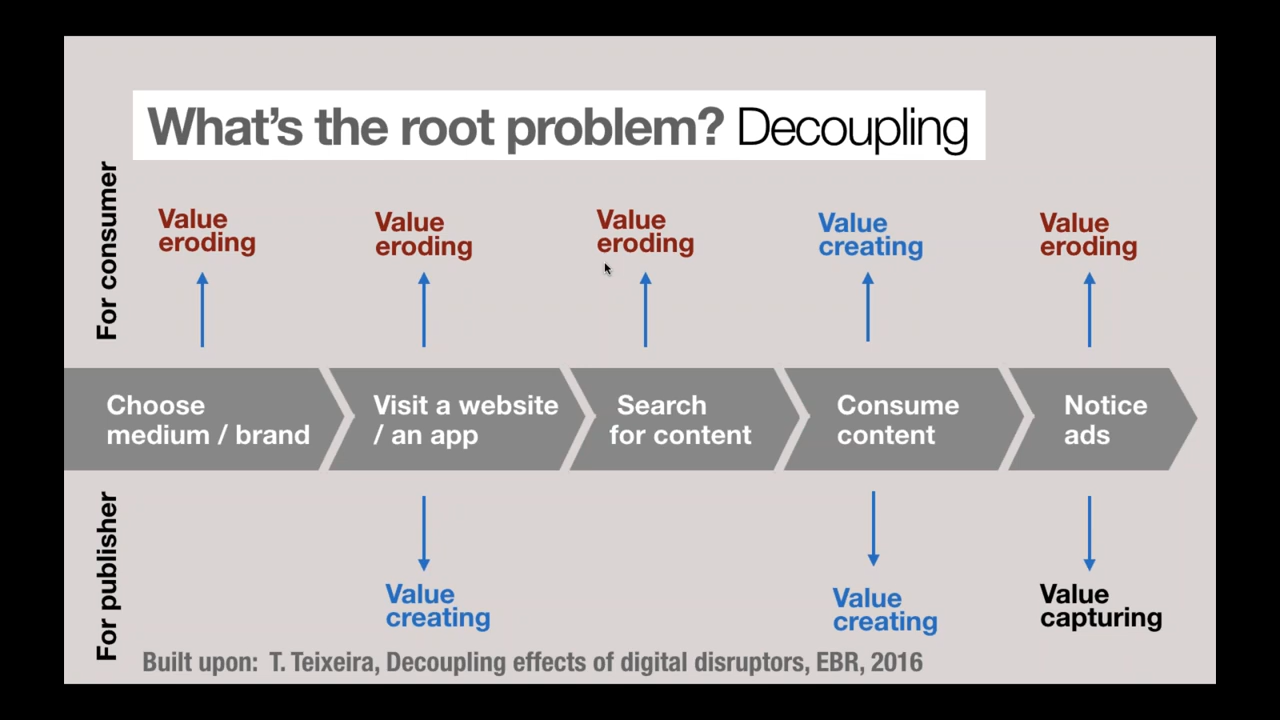 What's the root problem? Decoupling
For consumer
Value
eroding
Value
eroding
Value
eroding
Value
creating
Value
eroding
Choose
medium / brand
Visit a website
/ an app
Search
for content
Consume
content
Notice
ads
For publisher
Value
creating
Value
creating
Value
capturing
Built upon: T. Teixeira, Decoupling effects of digital disruptors, EBR, 2016